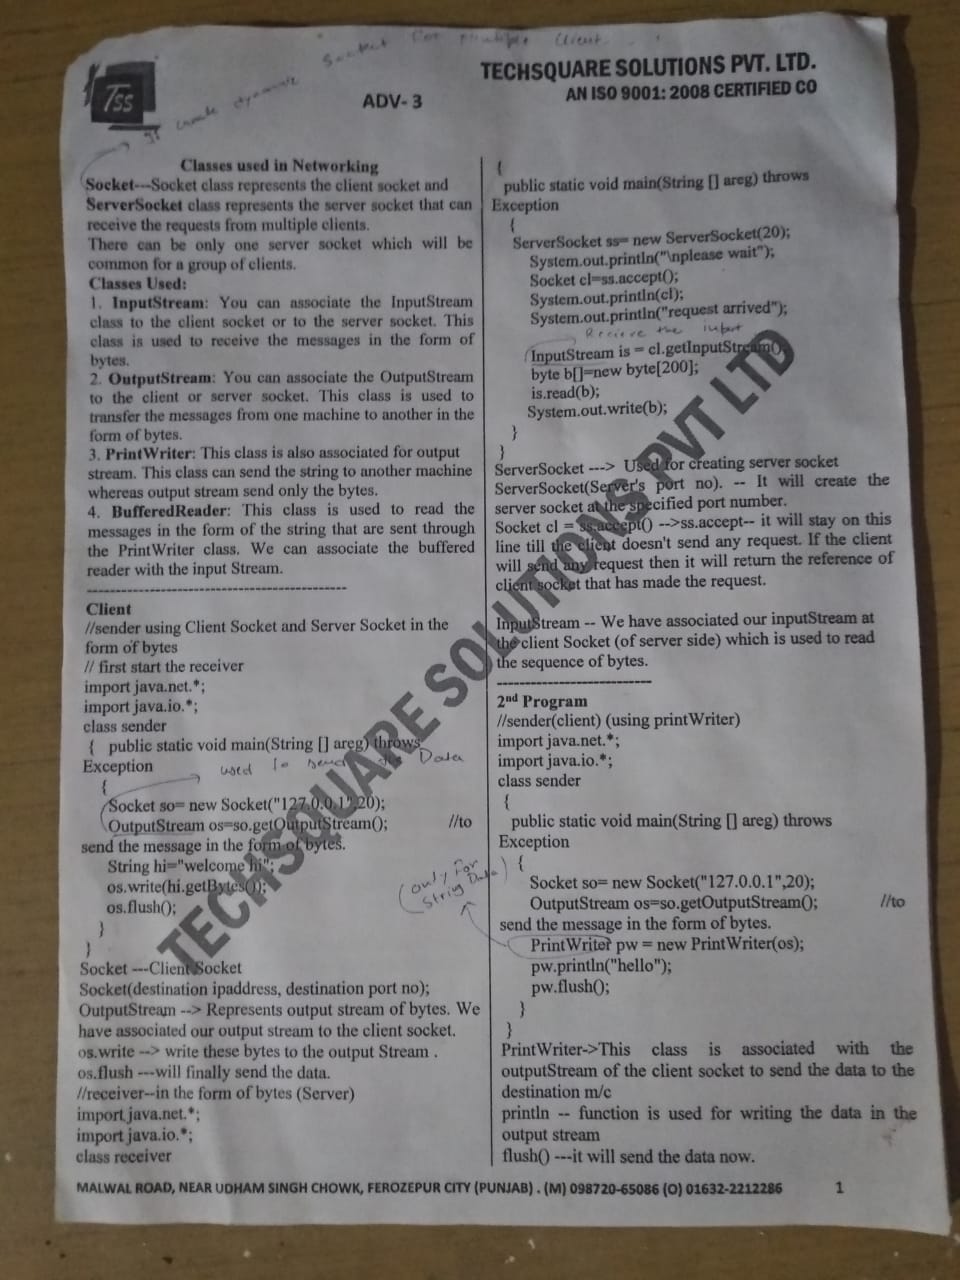 Socket For Multiple Client
TECHSQUARE SOLUTIONS PVT. LTD.
AN ISO 9001: 2008 CERTIFIED CO
TSS
ADV- 3
dynamic
Classes used in Networking
Socket---Socket class represents the client socket and
ServerSocket class represents the server socket that can
receive the requests from multiple clients.
There can be only one server socket which will be
common for a group of clients.
Classes Used:
1. InputStream: You can associate the InputStream
class to the client socket or to the server socket. This
class is used to receive the messages in the form of
bytes.
2. OutputStream: You can associate the OutputStream
to the client or server socket. This class is used to
transfer the messages from one machine to another in the
form of bytes.
3. PrintWriter: This class is also associated for output
stream. This class can send the string to another machine
whereas output stream send only the bytes.
4. BufferedReader: This class is used to read the
messages in the form of the string that are sent through
the PrintWriter class. We can associate the buffered
reader with the input Stream.
---------------------------------------------
Client
//sender using Client Socket and Server Socket in the
form of bytes
// first start the receiver
import java.net.*;
import java.io.*;
class sender
{ public static void main(String [] areg) throws
Exception
used to send the Data
{
Socket so= new Socket("127.0.0.1",20);
OutputStream os=so.getOutputStream(); //to
send the message in the form of bytes.
String hi="welcome hi";
os.write(hi.getBytes());
os.flush();
}
}
Socket ---Client Socket
Socket(destination ipaddress, destination port no);
OutputStream --> Represents output stream of bytes. We
have associated our output stream to the client socket.
os.write --> write these bytes to the output Stream .
os.flush ---will finally send the data.
//receiver--in the form of bytes (Server)
import java.net.*;
import java.io.*;
class receiver
{
public static void main(String [] areg) throws
Exception
{
ServerSocket ss= new ServerSocket(20);
System.out.println("\nplease wait");
Socket cl=ss.accept();
System.out.println(cl);
System.out.println("request arrived");
Recieve the input
InputStream is = cl.getInputStream();
byte b[]=new byte[200];
is.read(b);
System.out.write(b);
}
}
ServerSocket ---> Used for creating server socket
ServerSocket(Server's port no). -- It will create the
server socket at the specified port number.
Socket cl = ss.accept() -->ss.accept-- it will stay on this
line till the client doesn't send any request. If the client
will send any request then it will return the reference of
client socket that has made the request.
InputStream -- We have associated our inputStream at
the client Socket (of server side) which is used to read
the sequence of bytes.
---------------------------
2nd Program
//sender(client) (using printWriter)
import java.net.*;
import java.io.*;
class sender
{
public static void main(String [] areg) throws
Exception
{
(only for
String Data)
Socket so= new Socket("127.0.0.1",20);
OutputStream os=so.getOutputStream(); //to
send the message in the form of bytes.
PrintWriter pw = new PrintWriter(os);
pw.println("hello");
pw.flush();
}
}
PrintWriter->This class is associated with the
outputStream of the client socket to send the data to the
destination m/c
println -- function is used for writing the data in the
output stream
flush() ---it will send the data now.
TECHSQUARE SOLUTIONS PVT LTD
MALWAL ROAD, NEAR UDHAM SINGH CHOWK, FEROZEPUR CITY (PUNJAB) . (M) 098720-65086 (O) 01632-2212286 1